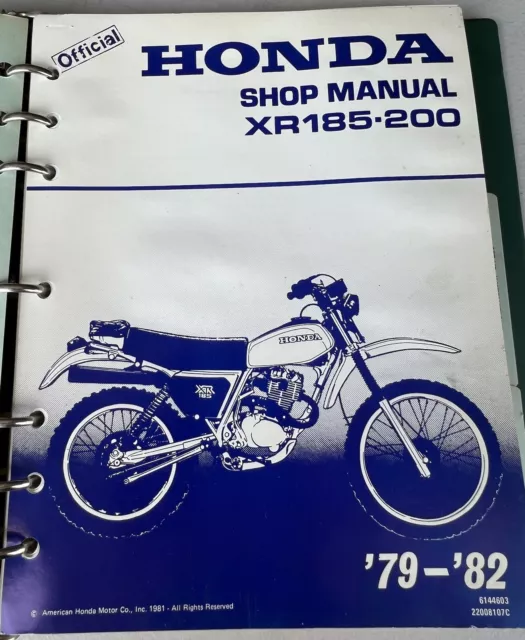 Official
HONDA
SHOP MANUAL
XR185·200
HONDA
XR
185
'79–'82
6144603
22008107C
© American Honda Motor Co., Inc. 1981 - All Rights Reserved